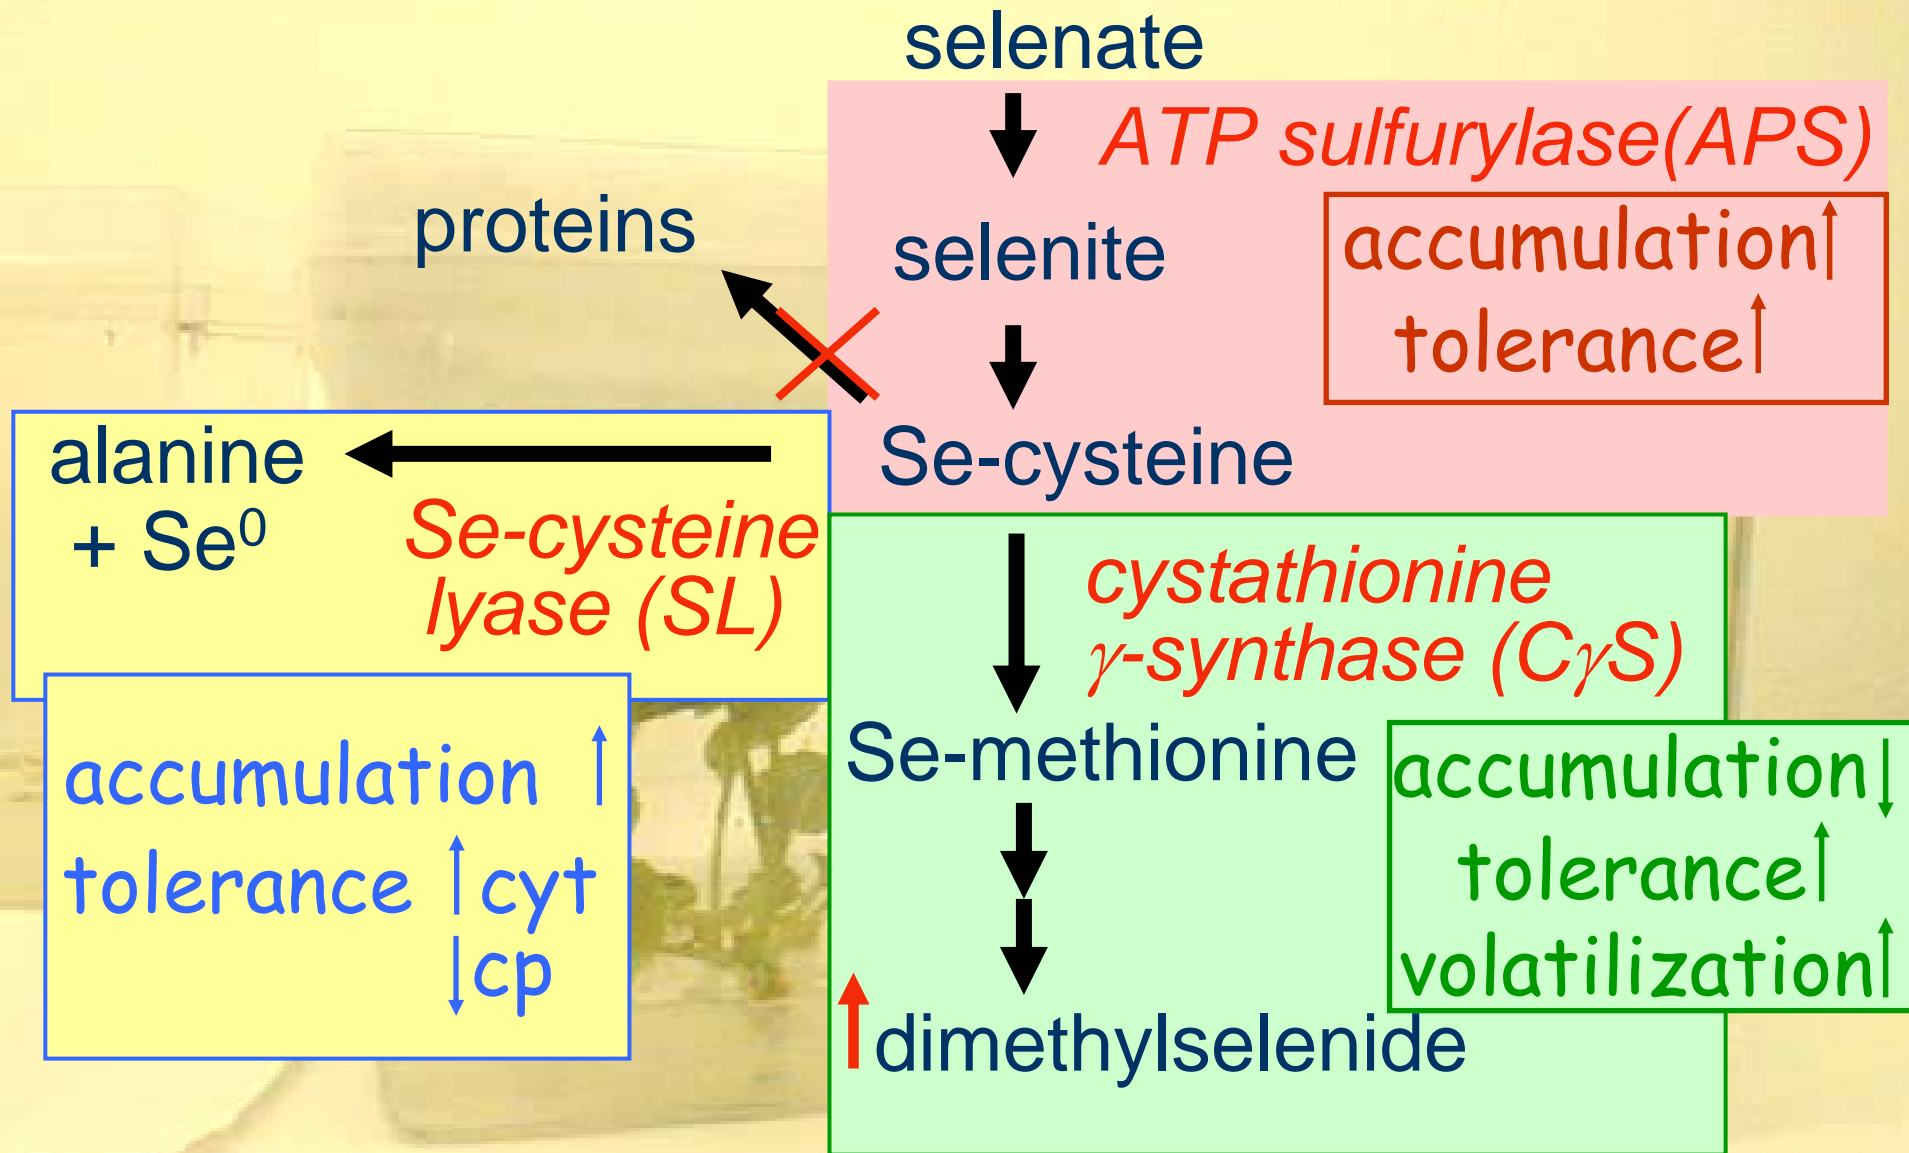 selenate
ATP sulfurylase(APS)
proteins
selenite
accumulation↑
tolerance↑
alanine
+ Se⁰
Se-cysteine
lyase (SL)
Se-cysteine
cystathionine
γ-synthase (CγS)
accumulation ↑
tolerance ↑ cyt
↓ cp
Se-methionine
accumulation↓
tolerance↑
volatilization↑
↑dimethylselenide